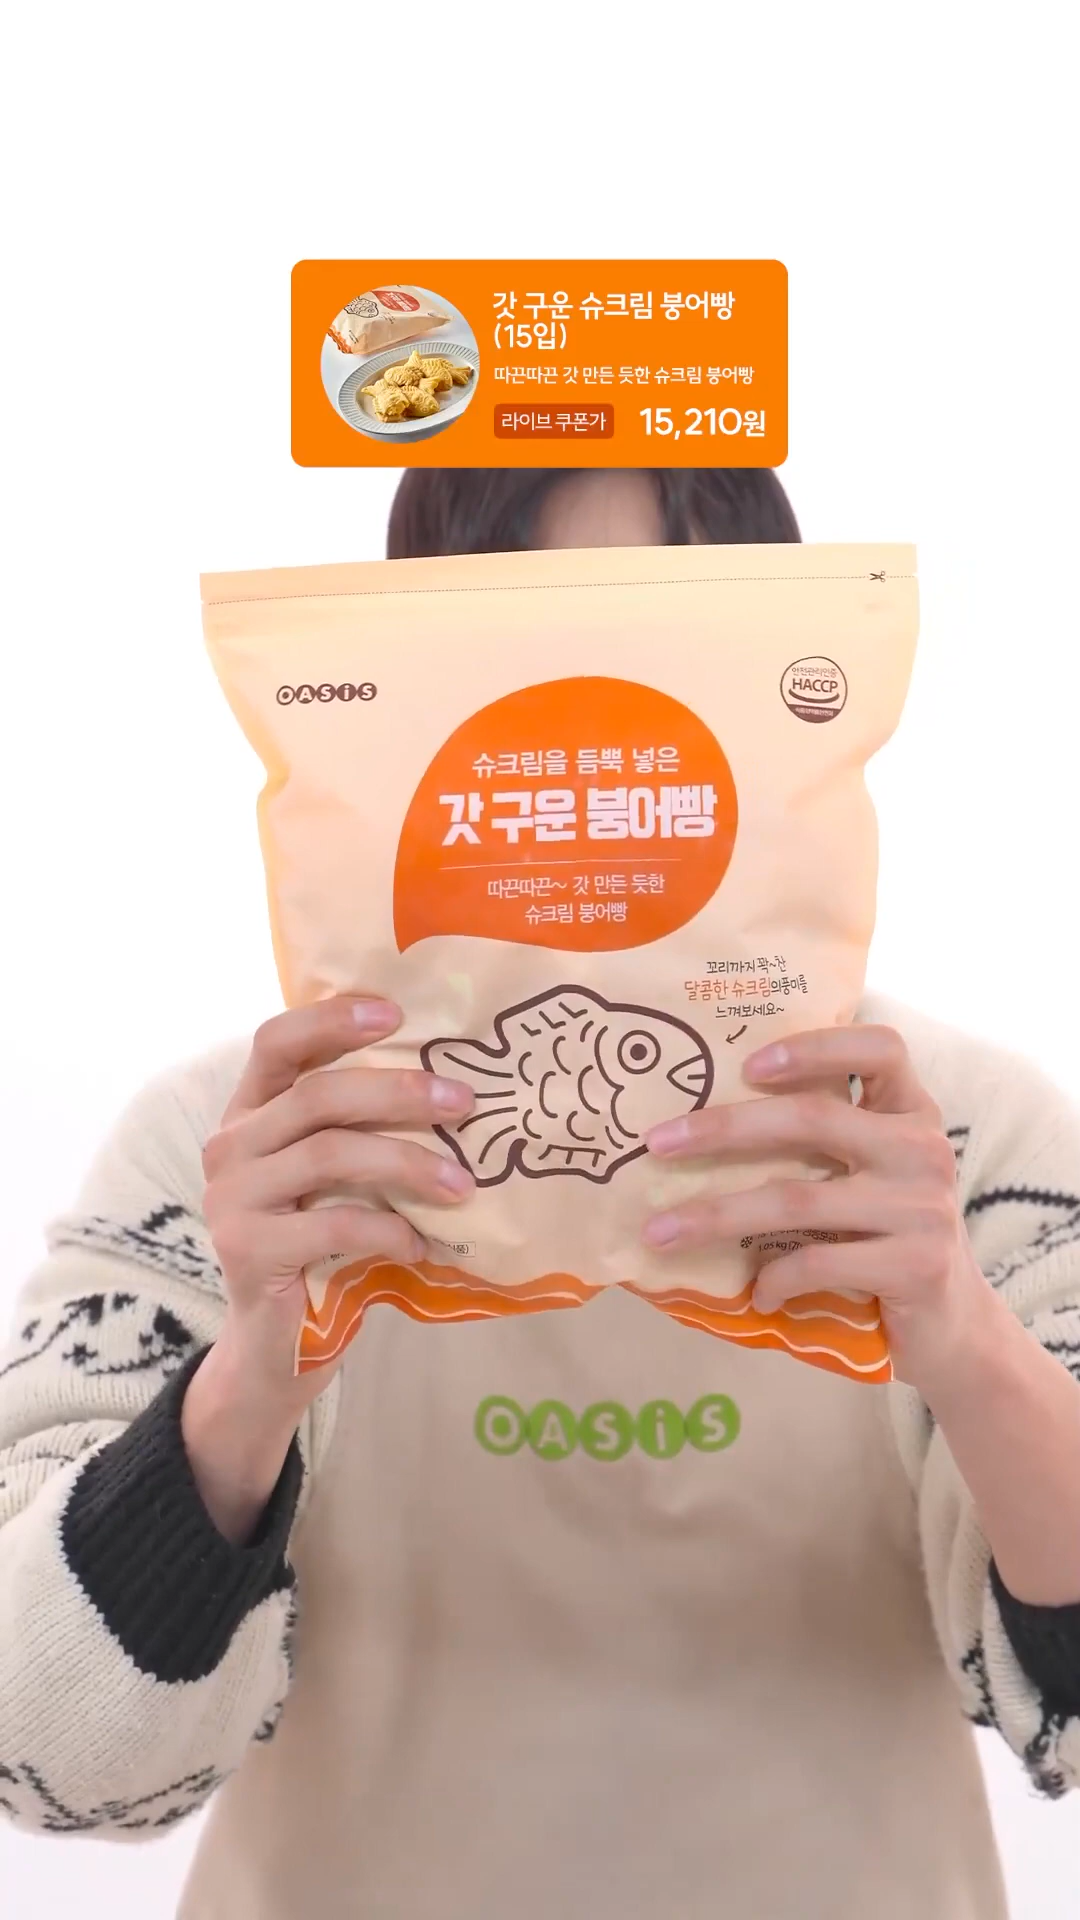 갓 구운 슈크림 붕어빵
(15입)
따끈따끈 갓 만든 듯한 슈크림 붕어빵
라이브 쿠폰가 15,210원
OASiS
안전관리인증
HACCP
슈크림을 듬뿍 넣은
갓 구운 붕어빵
따끈따끈~ 갓 만든 듯한
슈크림 붕어빵
꼬리까지 꽉~찬
달콤한 슈크림의 풍미를
느껴보세요~
1.05 kg
OASiS